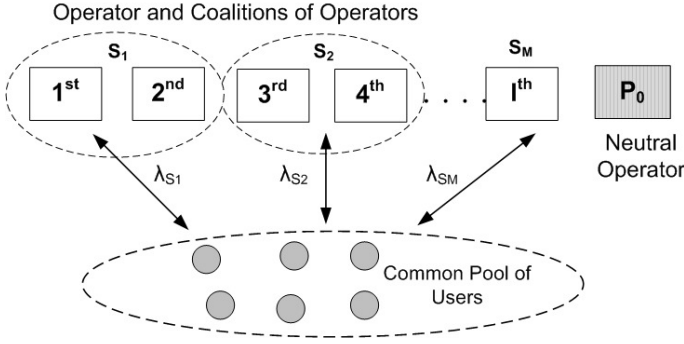 Operator and Coalitions of Operators
S1 S2 SM
1st 2nd 3rd 4th . . . . . Ith P0
Neutral
Operator
λS1 λS2 λSM
Common Pool of
Users